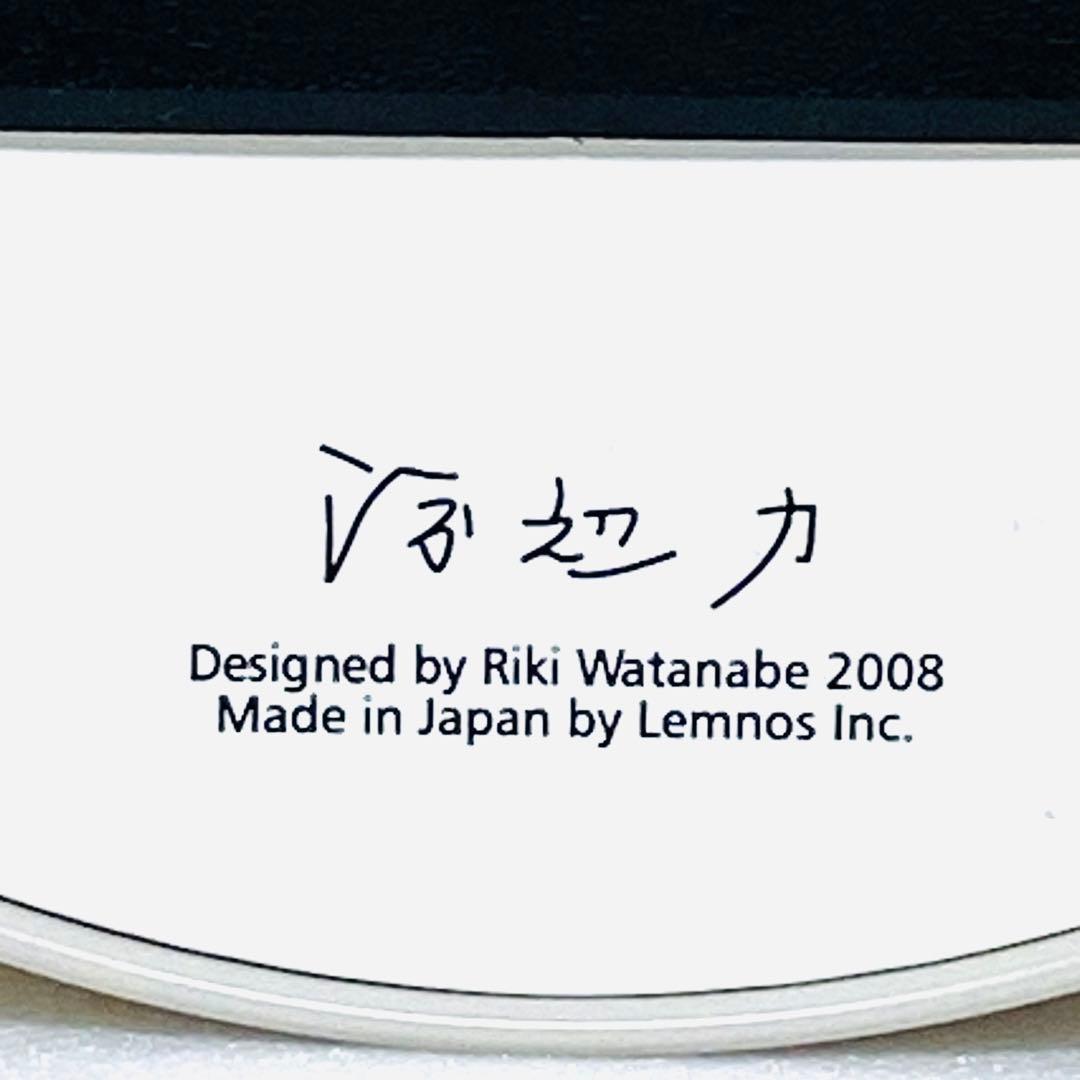 渡辺 力
Designed by Riki Watanabe 2008
Made in Japan by Lemnos Inc.